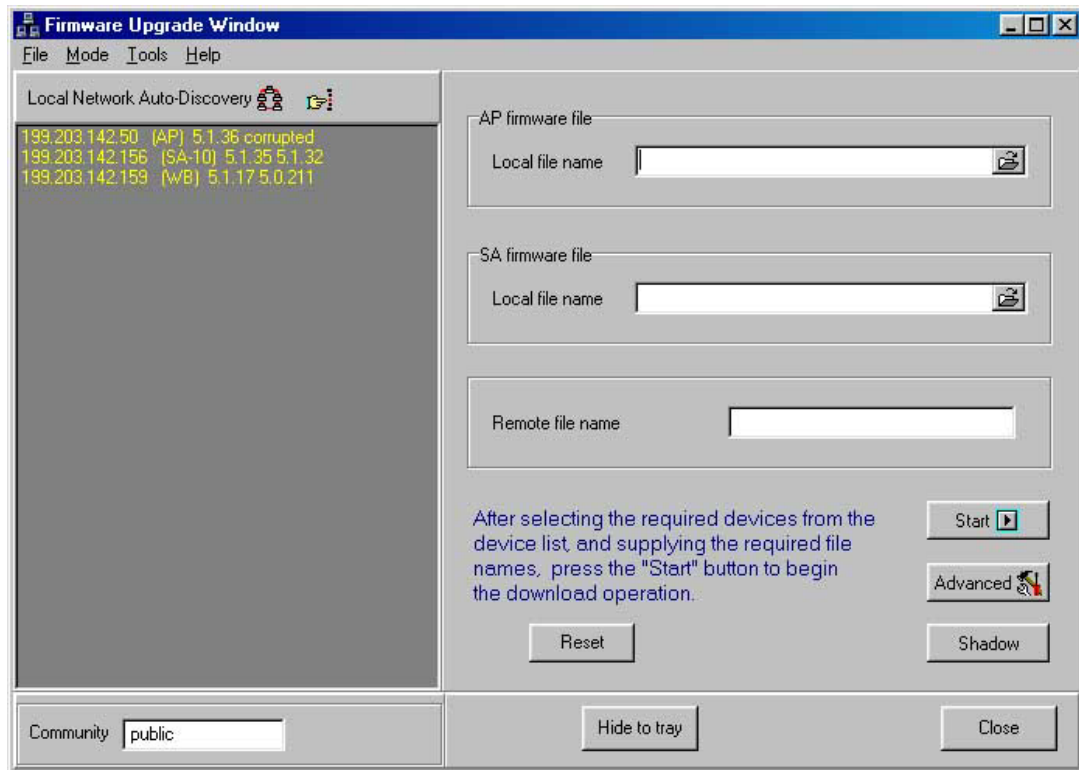 Firmware Upgrade Window
File Mode Tools Help
Local Network Auto-Discovery
199.203.142.50 (AP) 5.1.36 corrupted
199.203.142.156 (SA-10) 5.1.35 5.1.32
199.203.142.159 (WB) 5.1.17 5.0.211
AP firmware file
Local file name
SA firmware file
Local file name
Remote file name
After selecting the required devices from the
device list, and supplying the required file
names, press the "Start" button to begin
the download operation.
Start
Advanced
Reset
Shadow
Community public
Hide to tray
Close